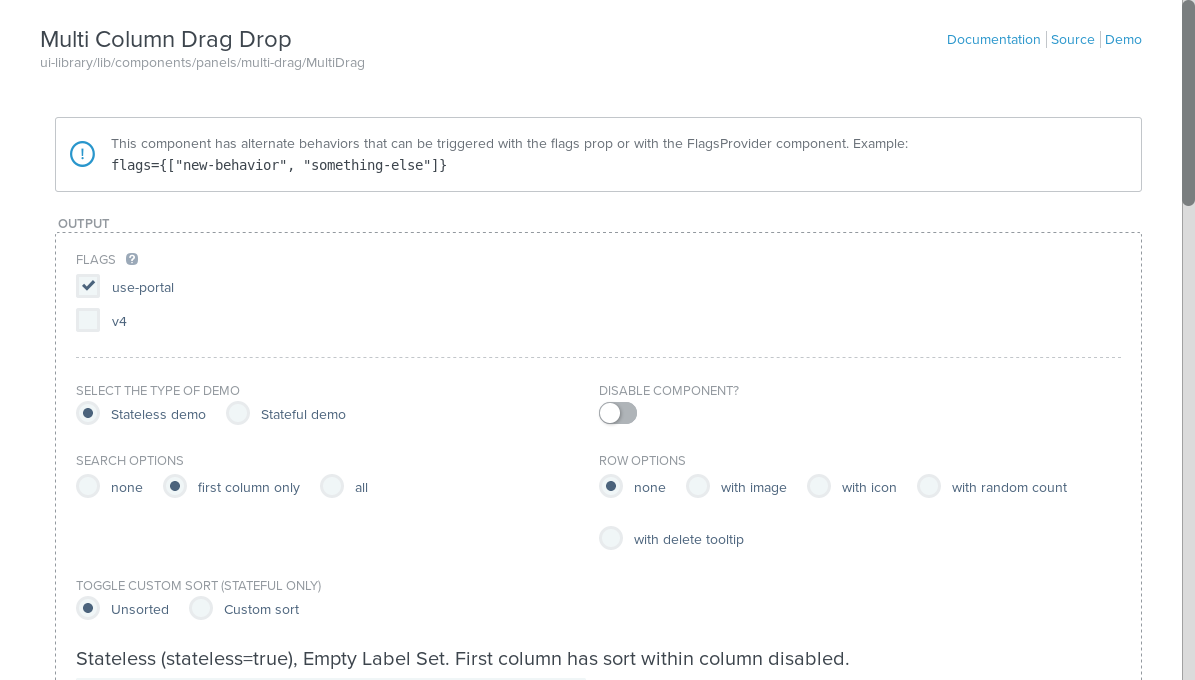 Multi Column Drag Drop
Documentation Source Demo
ui-library/lib/components/panels/multi-drag/MultiDrag
This component has alternate behaviors that can be triggered with the flags prop or with the FlagsProvider component. Example:
flags={["new-behavior", "something-else"]}
OUTPUT
FLAGS ?
use-portal
v4
SELECT THE TYPE OF DEMO
Stateless demo Stateful demo
DISABLE COMPONENT?
SEARCH OPTIONS
none first column only all
ROW OPTIONS
none with image with icon with random count
with delete tooltip
TOGGLE CUSTOM SORT (STATEFUL ONLY)
Unsorted Custom sort
Stateless (stateless=true), Empty Label Set. First column has sort within column disabled.